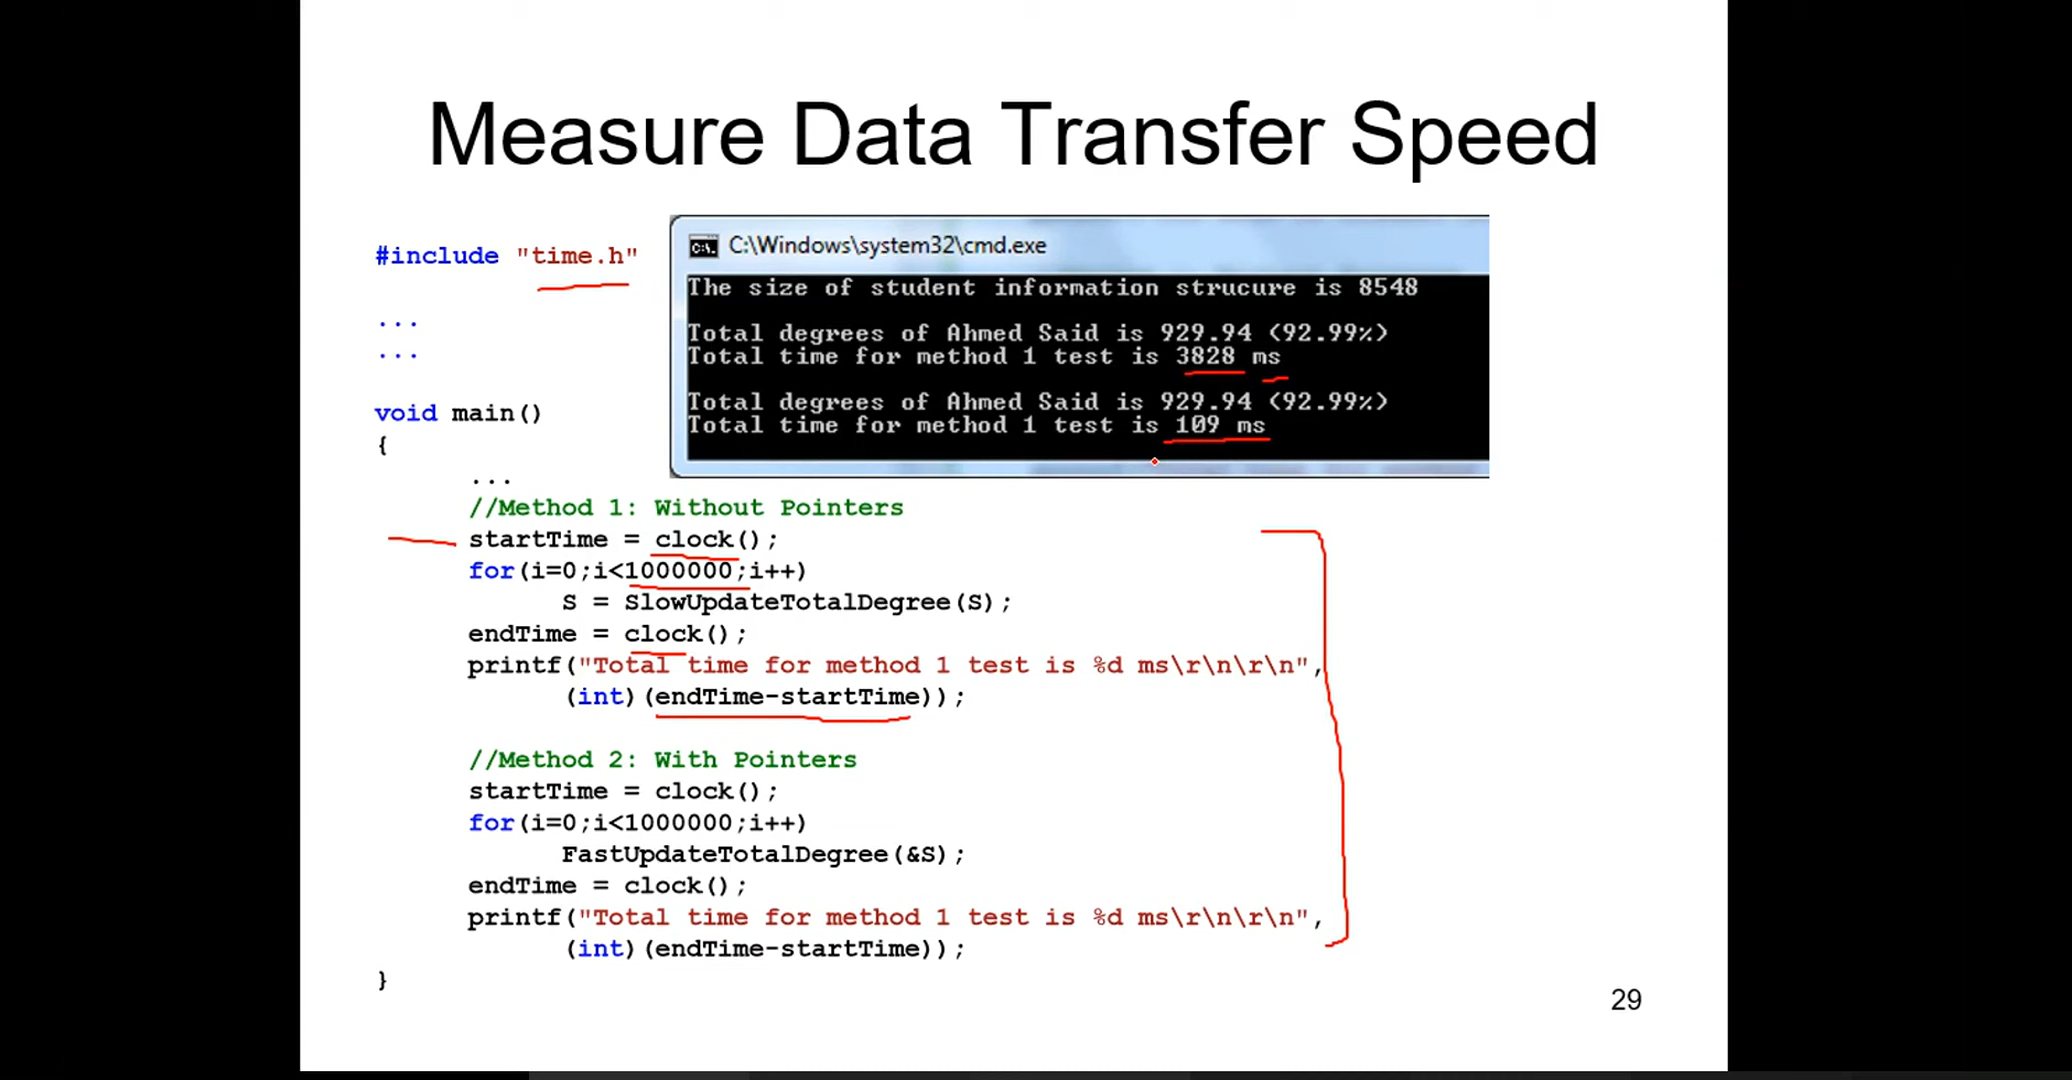 Measure Data Transfer Speed
#include "time.h"
...
...
C:\Windows\system32\cmd.exe
The size of student information strucure is 8548
Total degrees of Ahmed Said is 929.94 (92.99%)
Total time for method 1 test is 3828 ms
Total degrees of Ahmed Said is 929.94 (92.99%)
Total time for method 1 test is 109 ms
void main()
{
...
//Method 1: Without Pointers
startTime = clock();
for(i=0;i<1000000;i++)
S = SlowUpdateTotalDegree(S);
endTime = clock();
printf("Total time for method 1 test is %d ms\r\n\r\n",
(int)(endTime-startTime));
//Method 2: With Pointers
startTime = clock();
for(i=0;i<1000000;i++)
FastUpdateTotalDegree(&S);
endTime = clock();
printf("Total time for method 1 test is %d ms\r\n\r\n",
(int)(endTime-startTime));
}
29